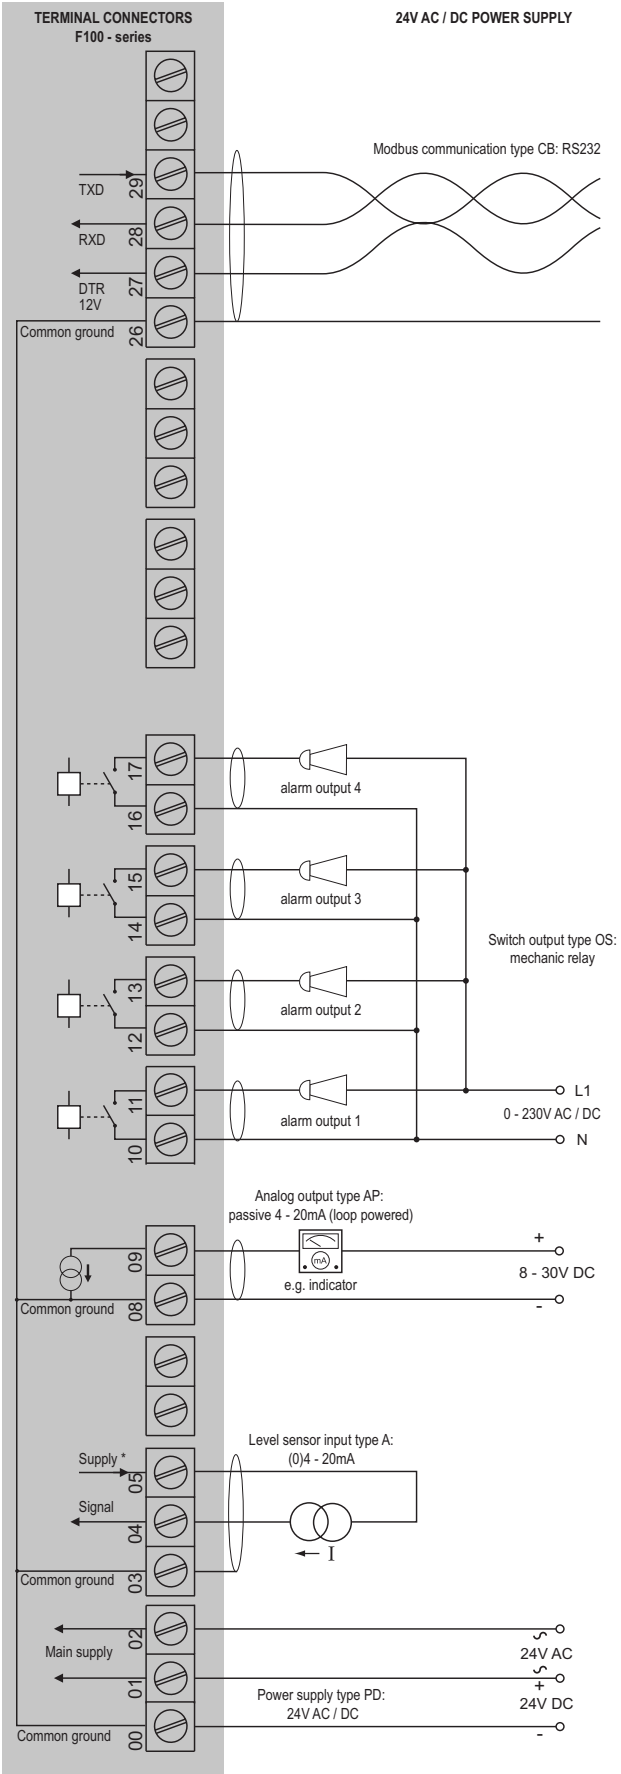 TERMINAL CONNECTORS
F100 - series
24V AC / DC POWER SUPPLY
Modbus communication type CB: RS232
TXD
29
RXD
28
DTR
12V
27
Common ground
26
17
alarm output 4
16
15
alarm output 3
14
Switch output type OS:
mechanic relay
13
alarm output 2
12
11
L1
alarm output 1
0 - 230V AC / DC
10
N
Analog output type AP:
passive 4 - 20mA (loop powered)
09
mA
+
8 - 30V DC
e.g. indicator
Common ground
08
-
Level sensor input type A:
(0)4 - 20mA
Supply *
05
Signal
04
I
Common ground
03
02
Main supply
24V AC
01
+
Power supply type PD:
24V AC / DC
24V DC
Common ground
00
-